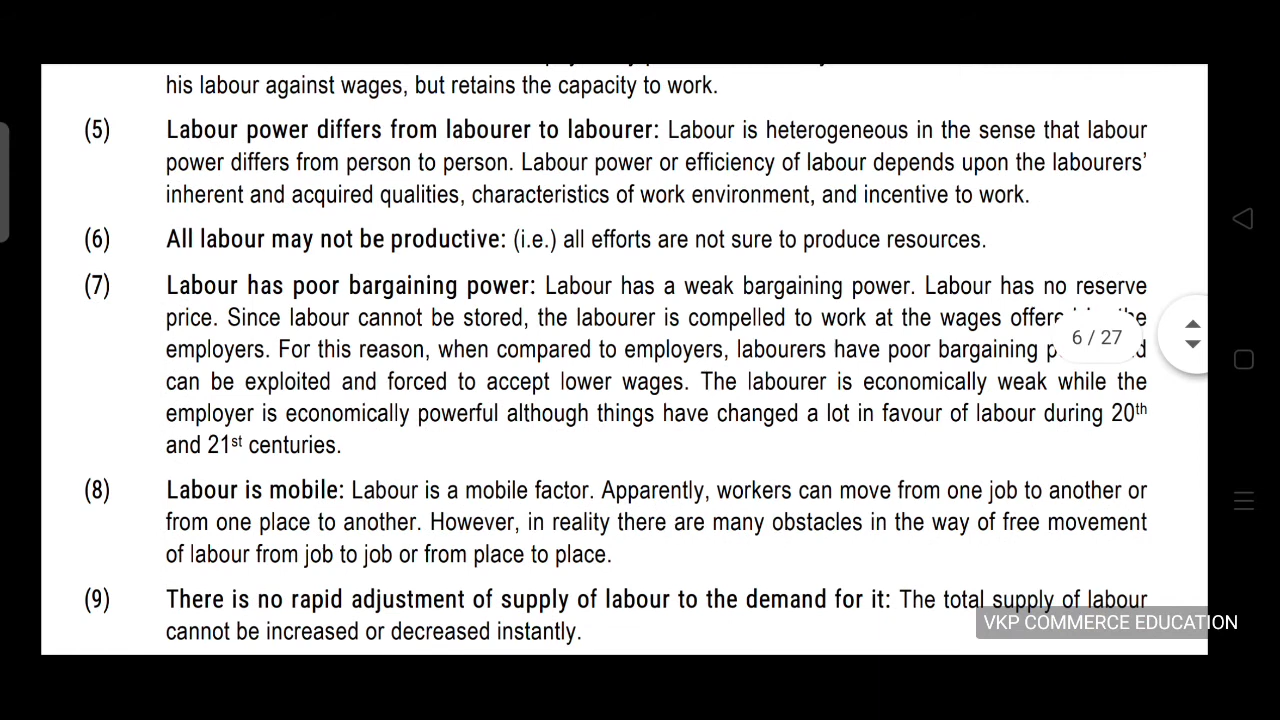 his labour against wages, but retains the capacity to work.
(5) Labour power differs from labourer to labourer: Labour is heterogeneous in the sense that labour
power differs from person to person. Labour power or efficiency of labour depends upon the labourers’
inherent and acquired qualities, characteristics of work environment, and incentive to work.
(6) All labour may not be productive: (i.e.) all efforts are not sure to produce resources.
(7) Labour has poor bargaining power: Labour has a weak bargaining power. Labour has no reserve
price. Since labour cannot be stored, the labourer is compelled to work at the wages
employers. For this reason, when compared to employers, labourers have poor bargaining
6 / 27
can be exploited and forced to accept lower wages. The labourer is economically weak while the
employer is economically powerful although things have changed a lot in favour of labour during 20th
and 21st centuries.
(8) Labour is mobile: Labour is a mobile factor. Apparently, workers can move from one job to another or
from one place to another. However, in reality there are many obstacles in the way of free movement
of labour from job to job or from place to place.
(9) There is no rapid adjustment of supply of labour to the demand for it: The total supply of labour
cannot be increased or decreased instantly.
VKP COMMERCE EDUCATION